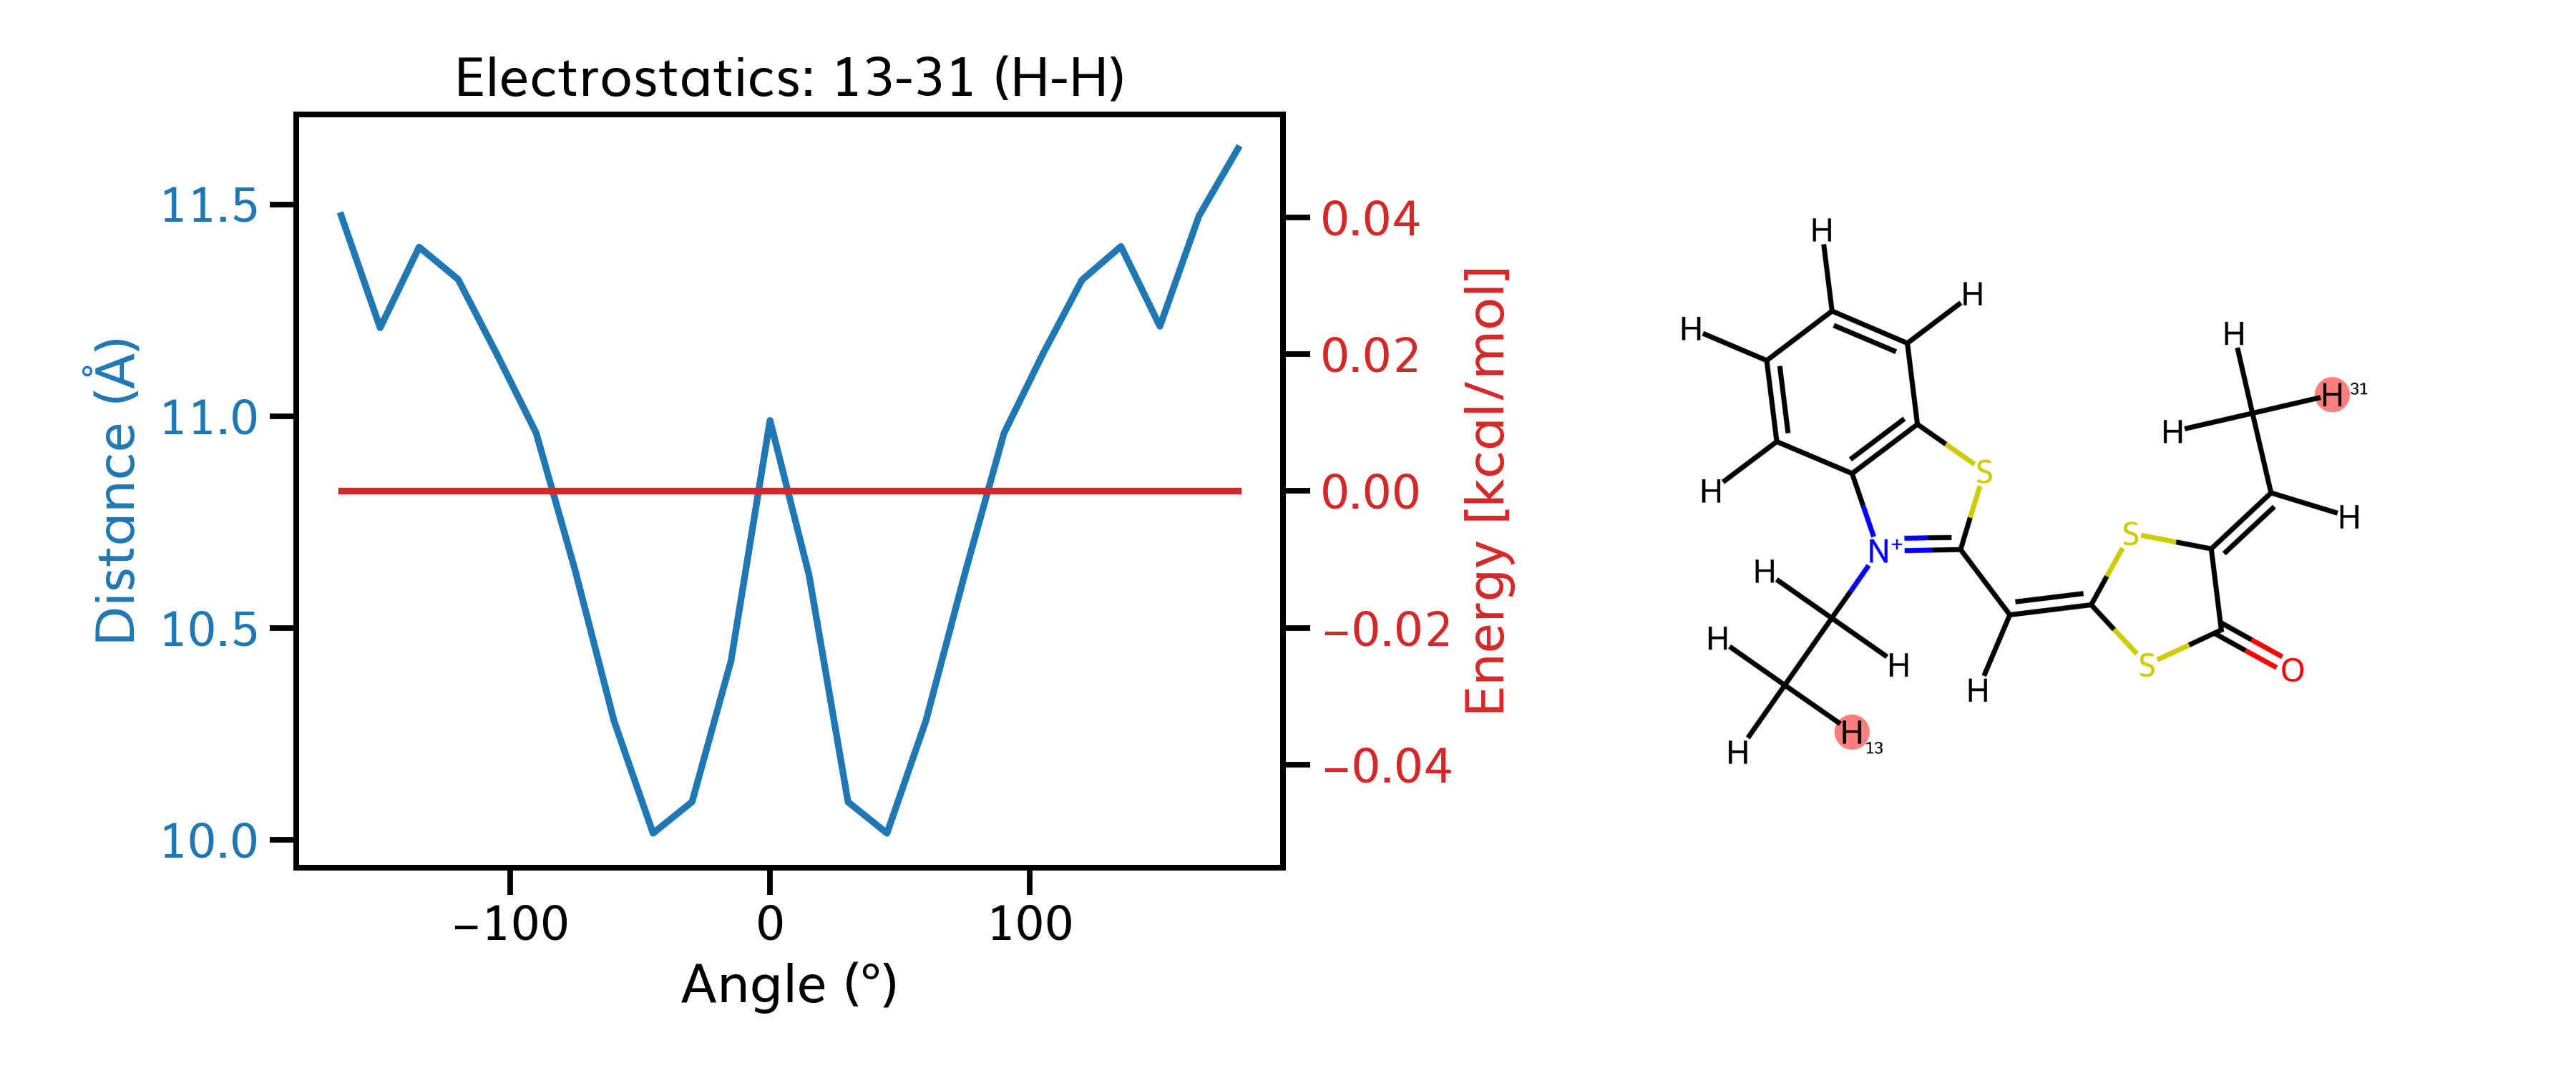 Electrostatics: 13-31 (H-H)
Distance (Å)
11.5
11.0
10.5
10.0
−100
0
100
Angle (°)
0.04
0.02
0.00
−0.02
−0.04
Energy [kcal/mol]
H
H
H
H
H
H 31
S
H
H
N+
S
H
H
H
S
O
H
H
H
H 13